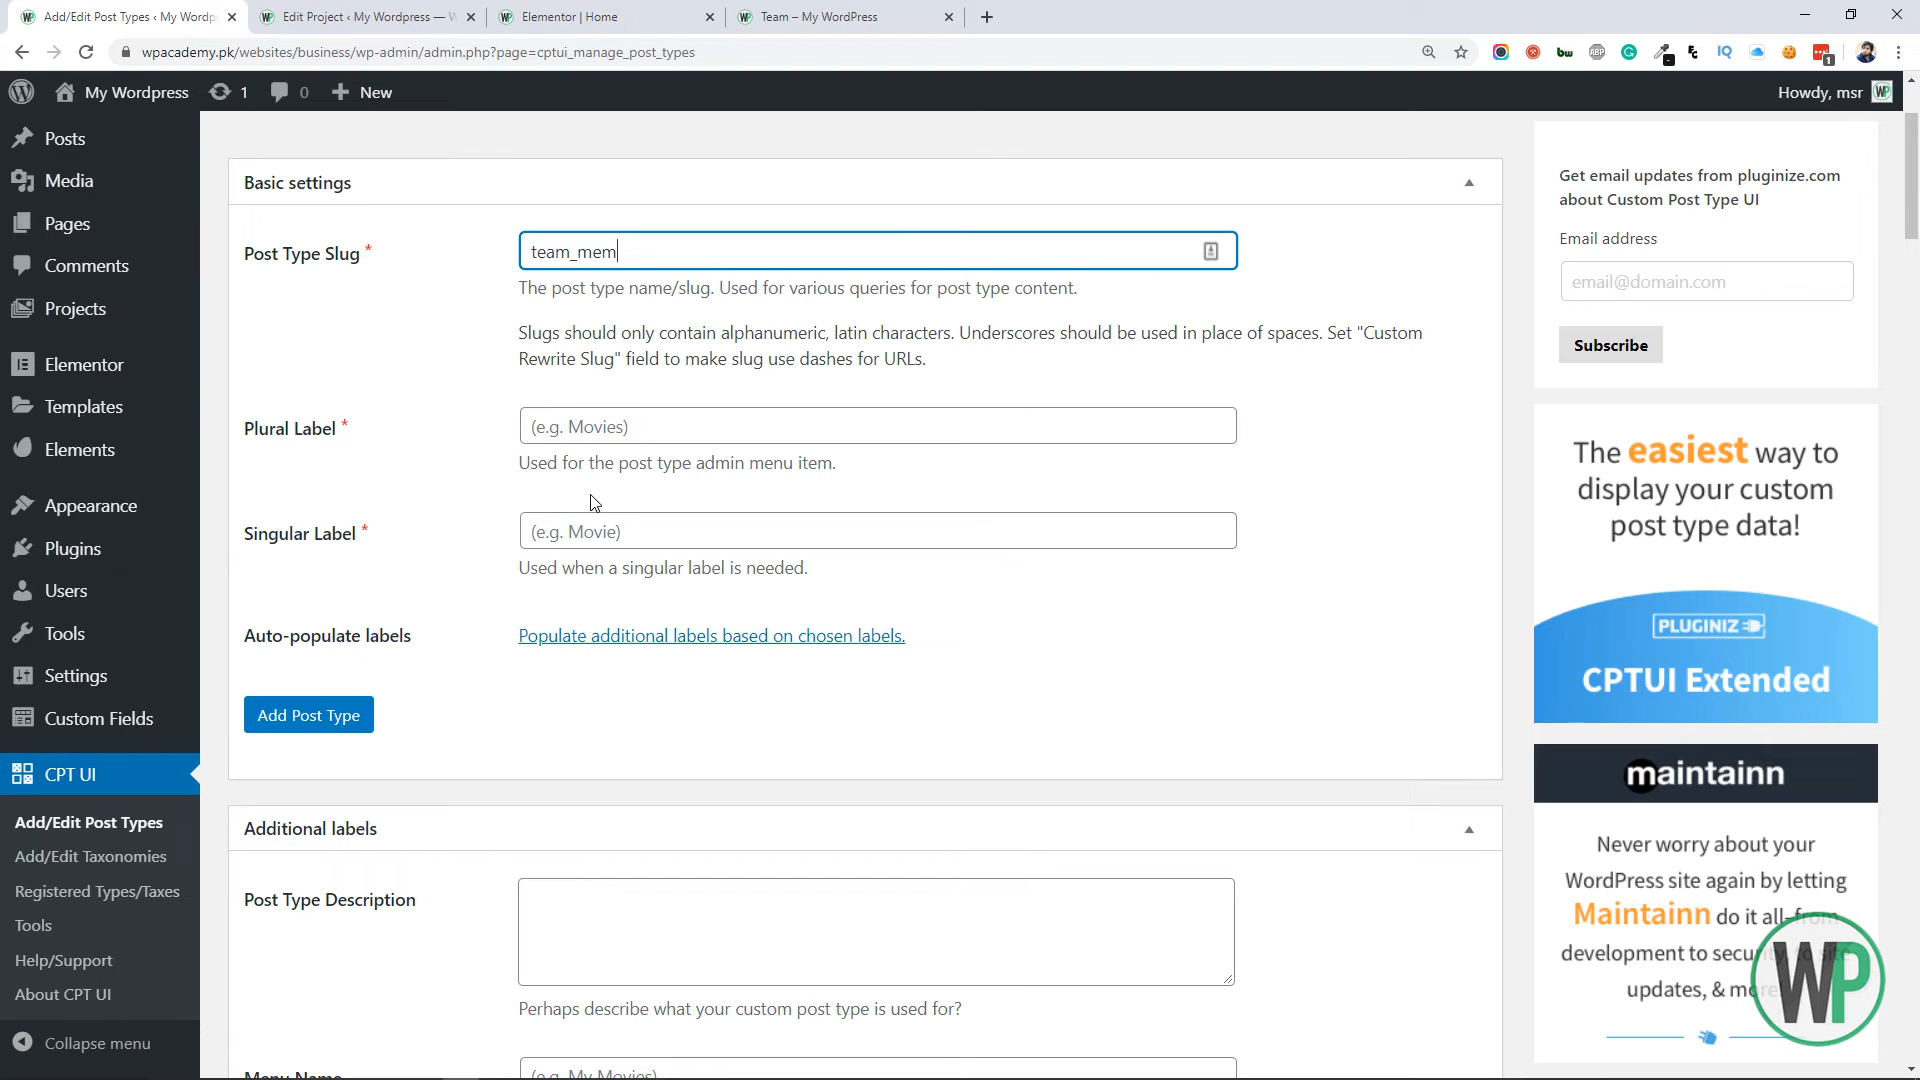 Add/Edit Post Types ‹ My Wordp
Edit Project ‹ My Wordpress — W
Elementor | Home
Team – My WordPress
wpacademy.pk/websites/business/wp-admin/admin.php?page=cptui_manage_post_types
My Wordpress
1
0
New
Howdy, msr
Posts
Media
Pages
Comments
Projects
Elementor
Templates
Elements
Appearance
Plugins
Users
Tools
Settings
Custom Fields
CPT UI
Add/Edit Post Types
Add/Edit Taxonomies
Registered Types/Taxes
Tools
Help/Support
About CPT UI
Collapse menu
Basic settings
Post Type Slug *
team_mem
The post type name/slug. Used for various queries for post type content.
Slugs should only contain alphanumeric, latin characters. Underscores should be used in place of spaces. Set "Custom
Rewrite Slug" field to make slug use dashes for URLs.
Plural Label *
(e.g. Movies)
Used for the post type admin menu item.
Singular Label *
(e.g. Movie)
Used when a singular label is needed.
Auto-populate labels
Populate additional labels based on chosen labels.
Add Post Type
Additional labels
Post Type Description
Perhaps describe what your custom post type is used for?
Menu Name
(e.g. My Movies)
Get email updates from pluginize.com
about Custom Post Type UI
Email address
email@domain.com
Subscribe
The easiest way to
display your custom
post type data!
PLUGINIZ
CPTUI Extended
maintainn
Never worry about your
WordPress site again by letting
Maintainn do it all–from
development to security, to site
updates, & more
WP